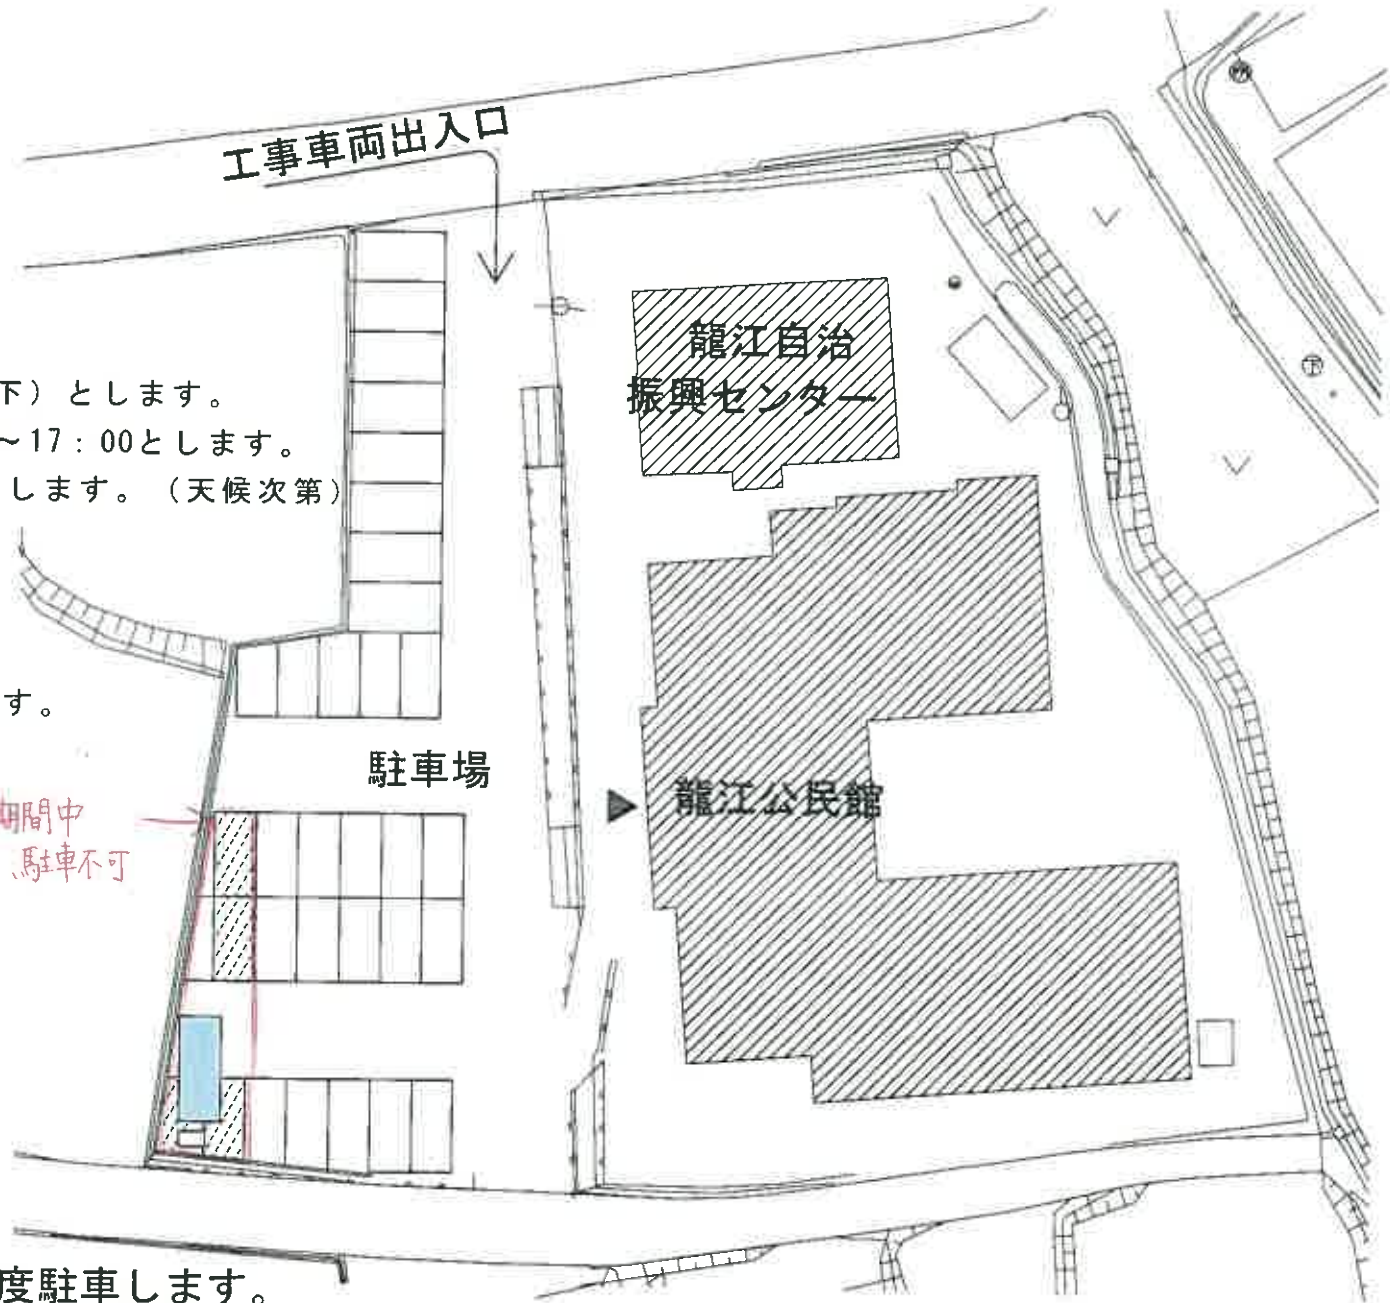 工事車両出入口
龍江自治
振興センター
下）とします。
～17：00とします。
します。（天候次第）
す。
駐車場
龍江公民館
期間中
駐車不可
下
度駐車します。